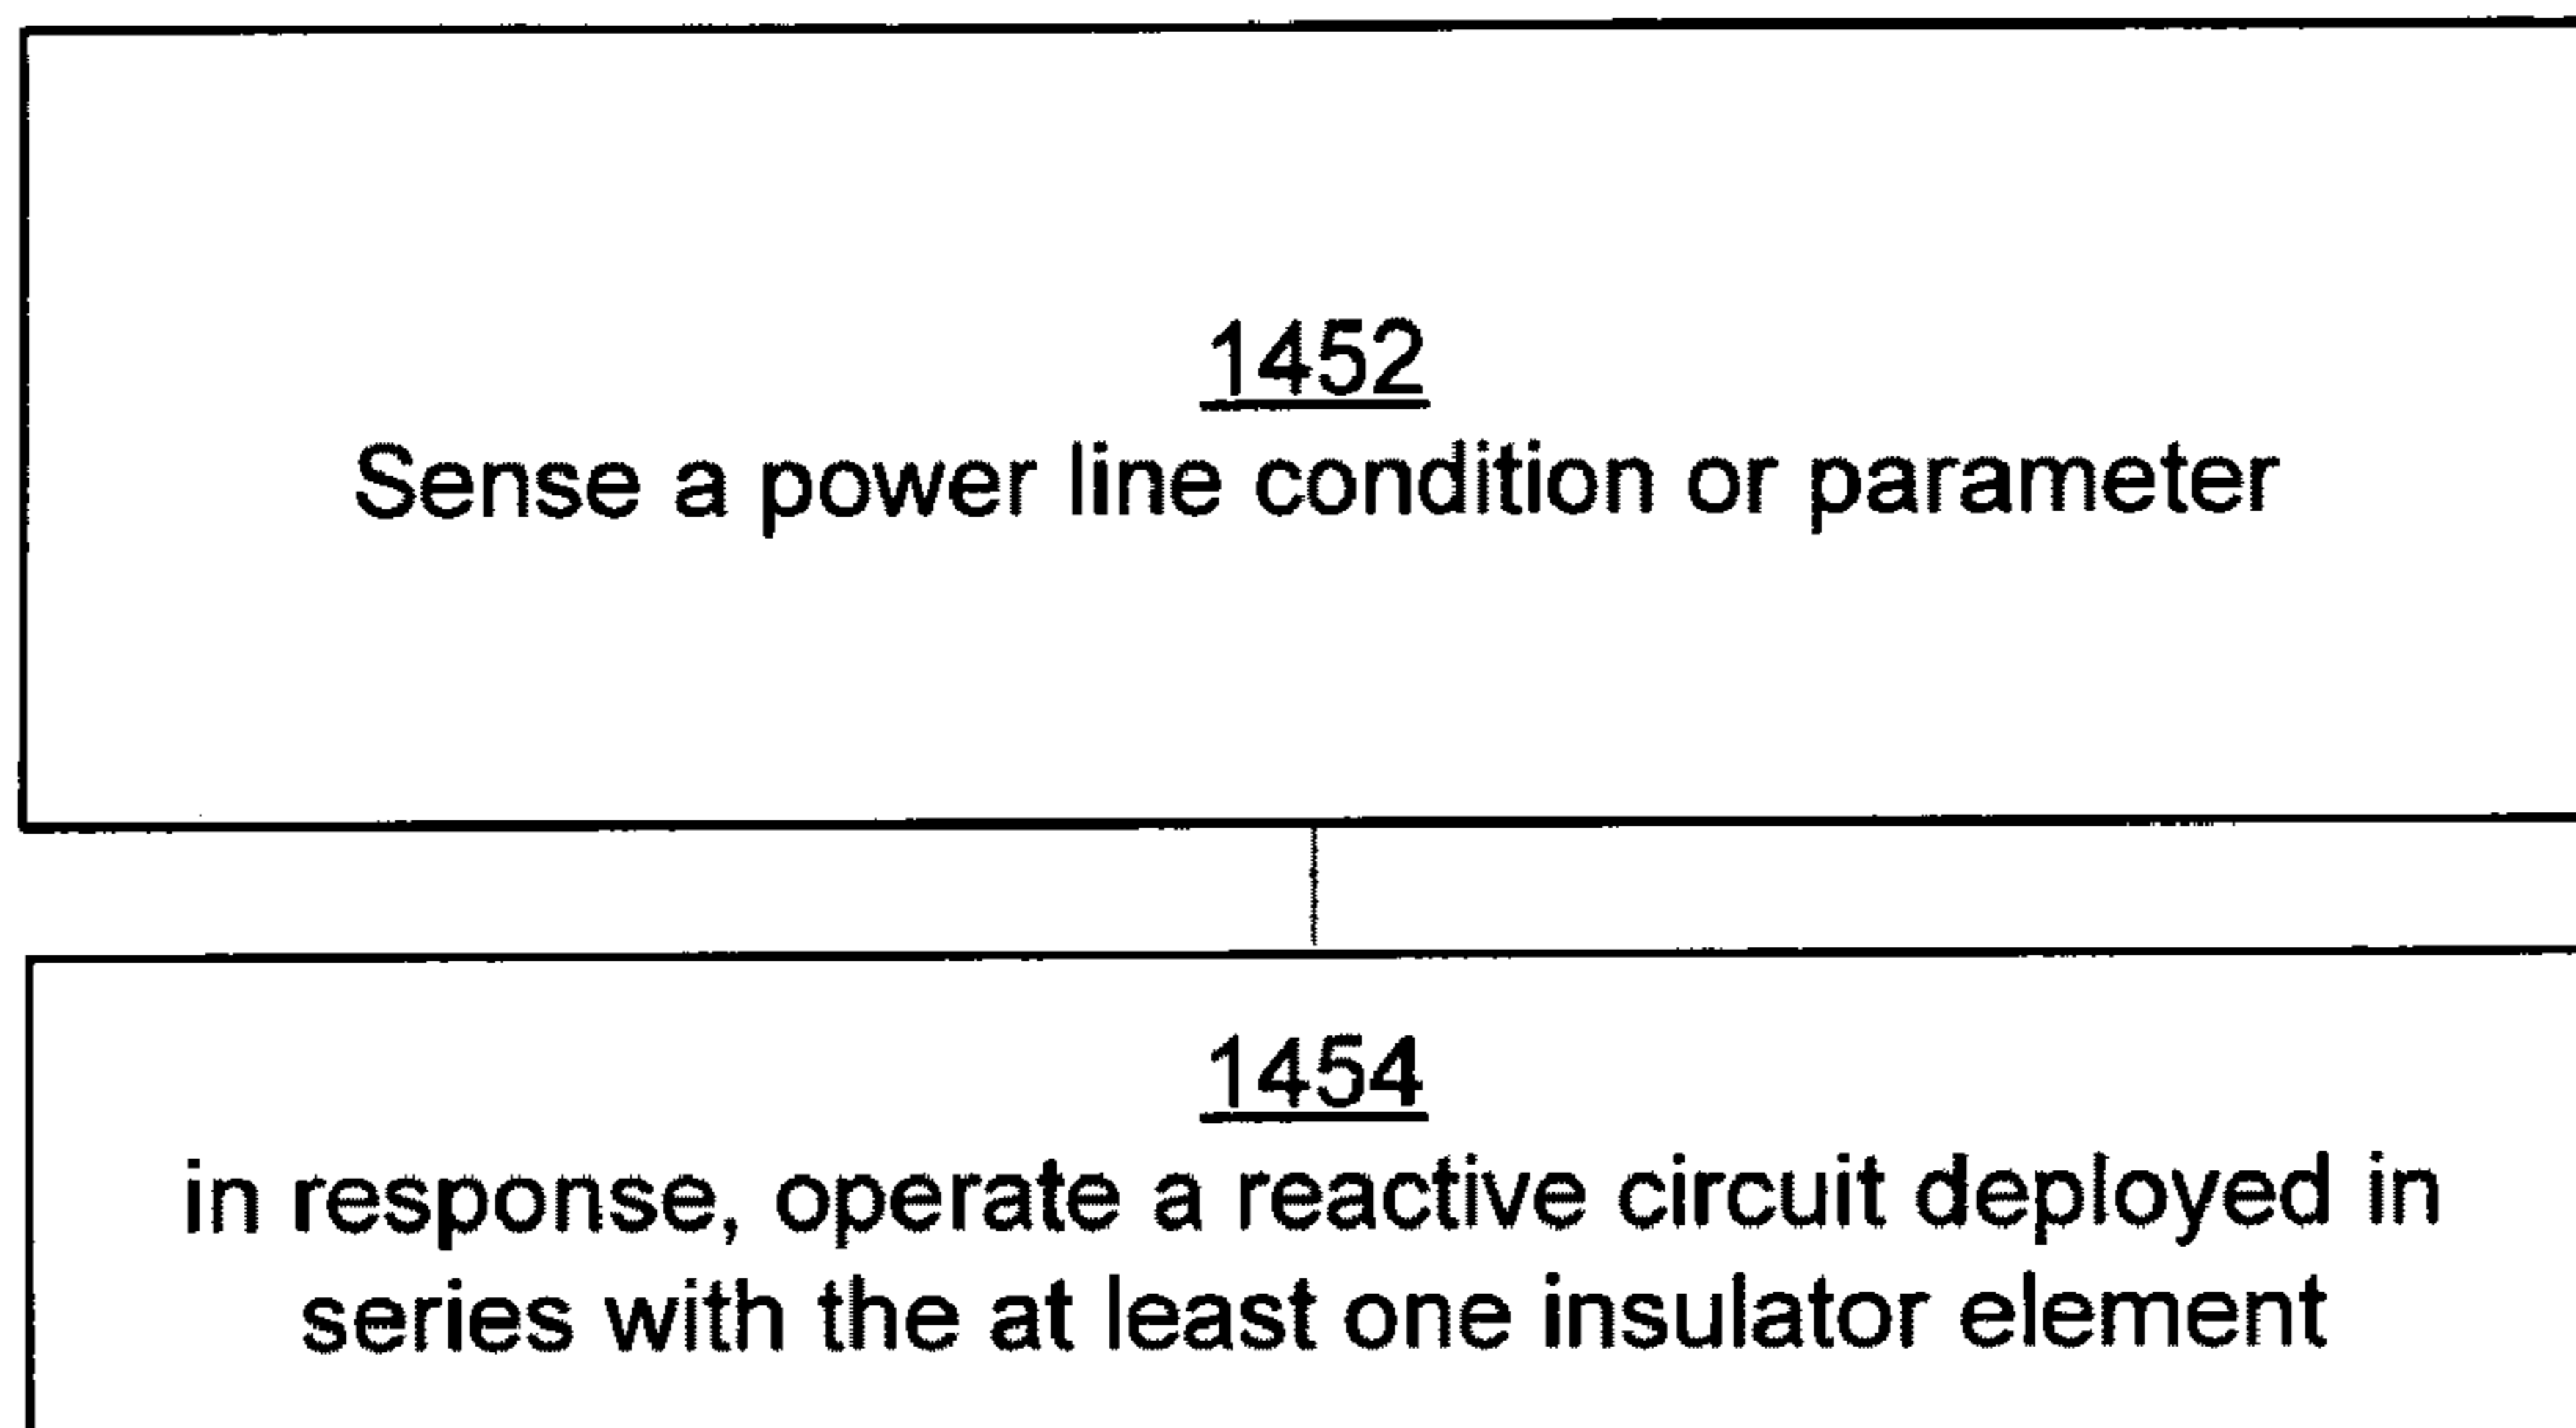 1452
Sense a power line condition or parameter
1454
in response, operate a reactive circuit deployed in
series with the at least one insulator element